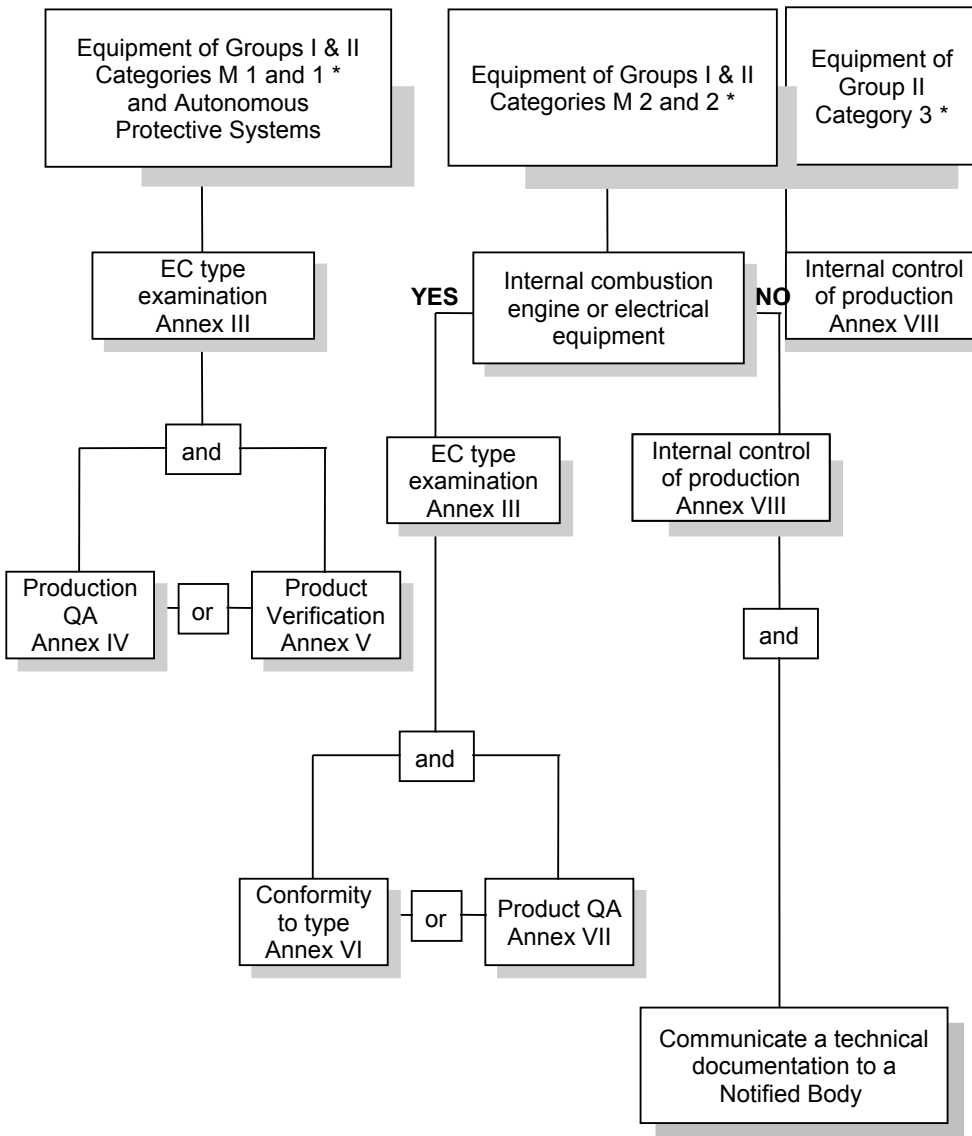 Equipment of Groups I & II
Categories M 1 and 1 *
and Autonomous
Protective Systems
Equipment of Groups I & II
Categories M 2 and 2 *
Equipment of
Group II
Category 3 *
EC type
examination
Annex III
YES
Internal combustion
engine or electrical
equipment
NO
Internal control
of production
Annex VIII
and
EC type
examination
Annex III
Internal control
of production
Annex VIII
Production
QA
Annex IV
or
Product
Verification
Annex V
and
and
Conformity
to type
Annex VI
or
Product QA
Annex VII
Communicate a technical
documentation to a
Notified Body